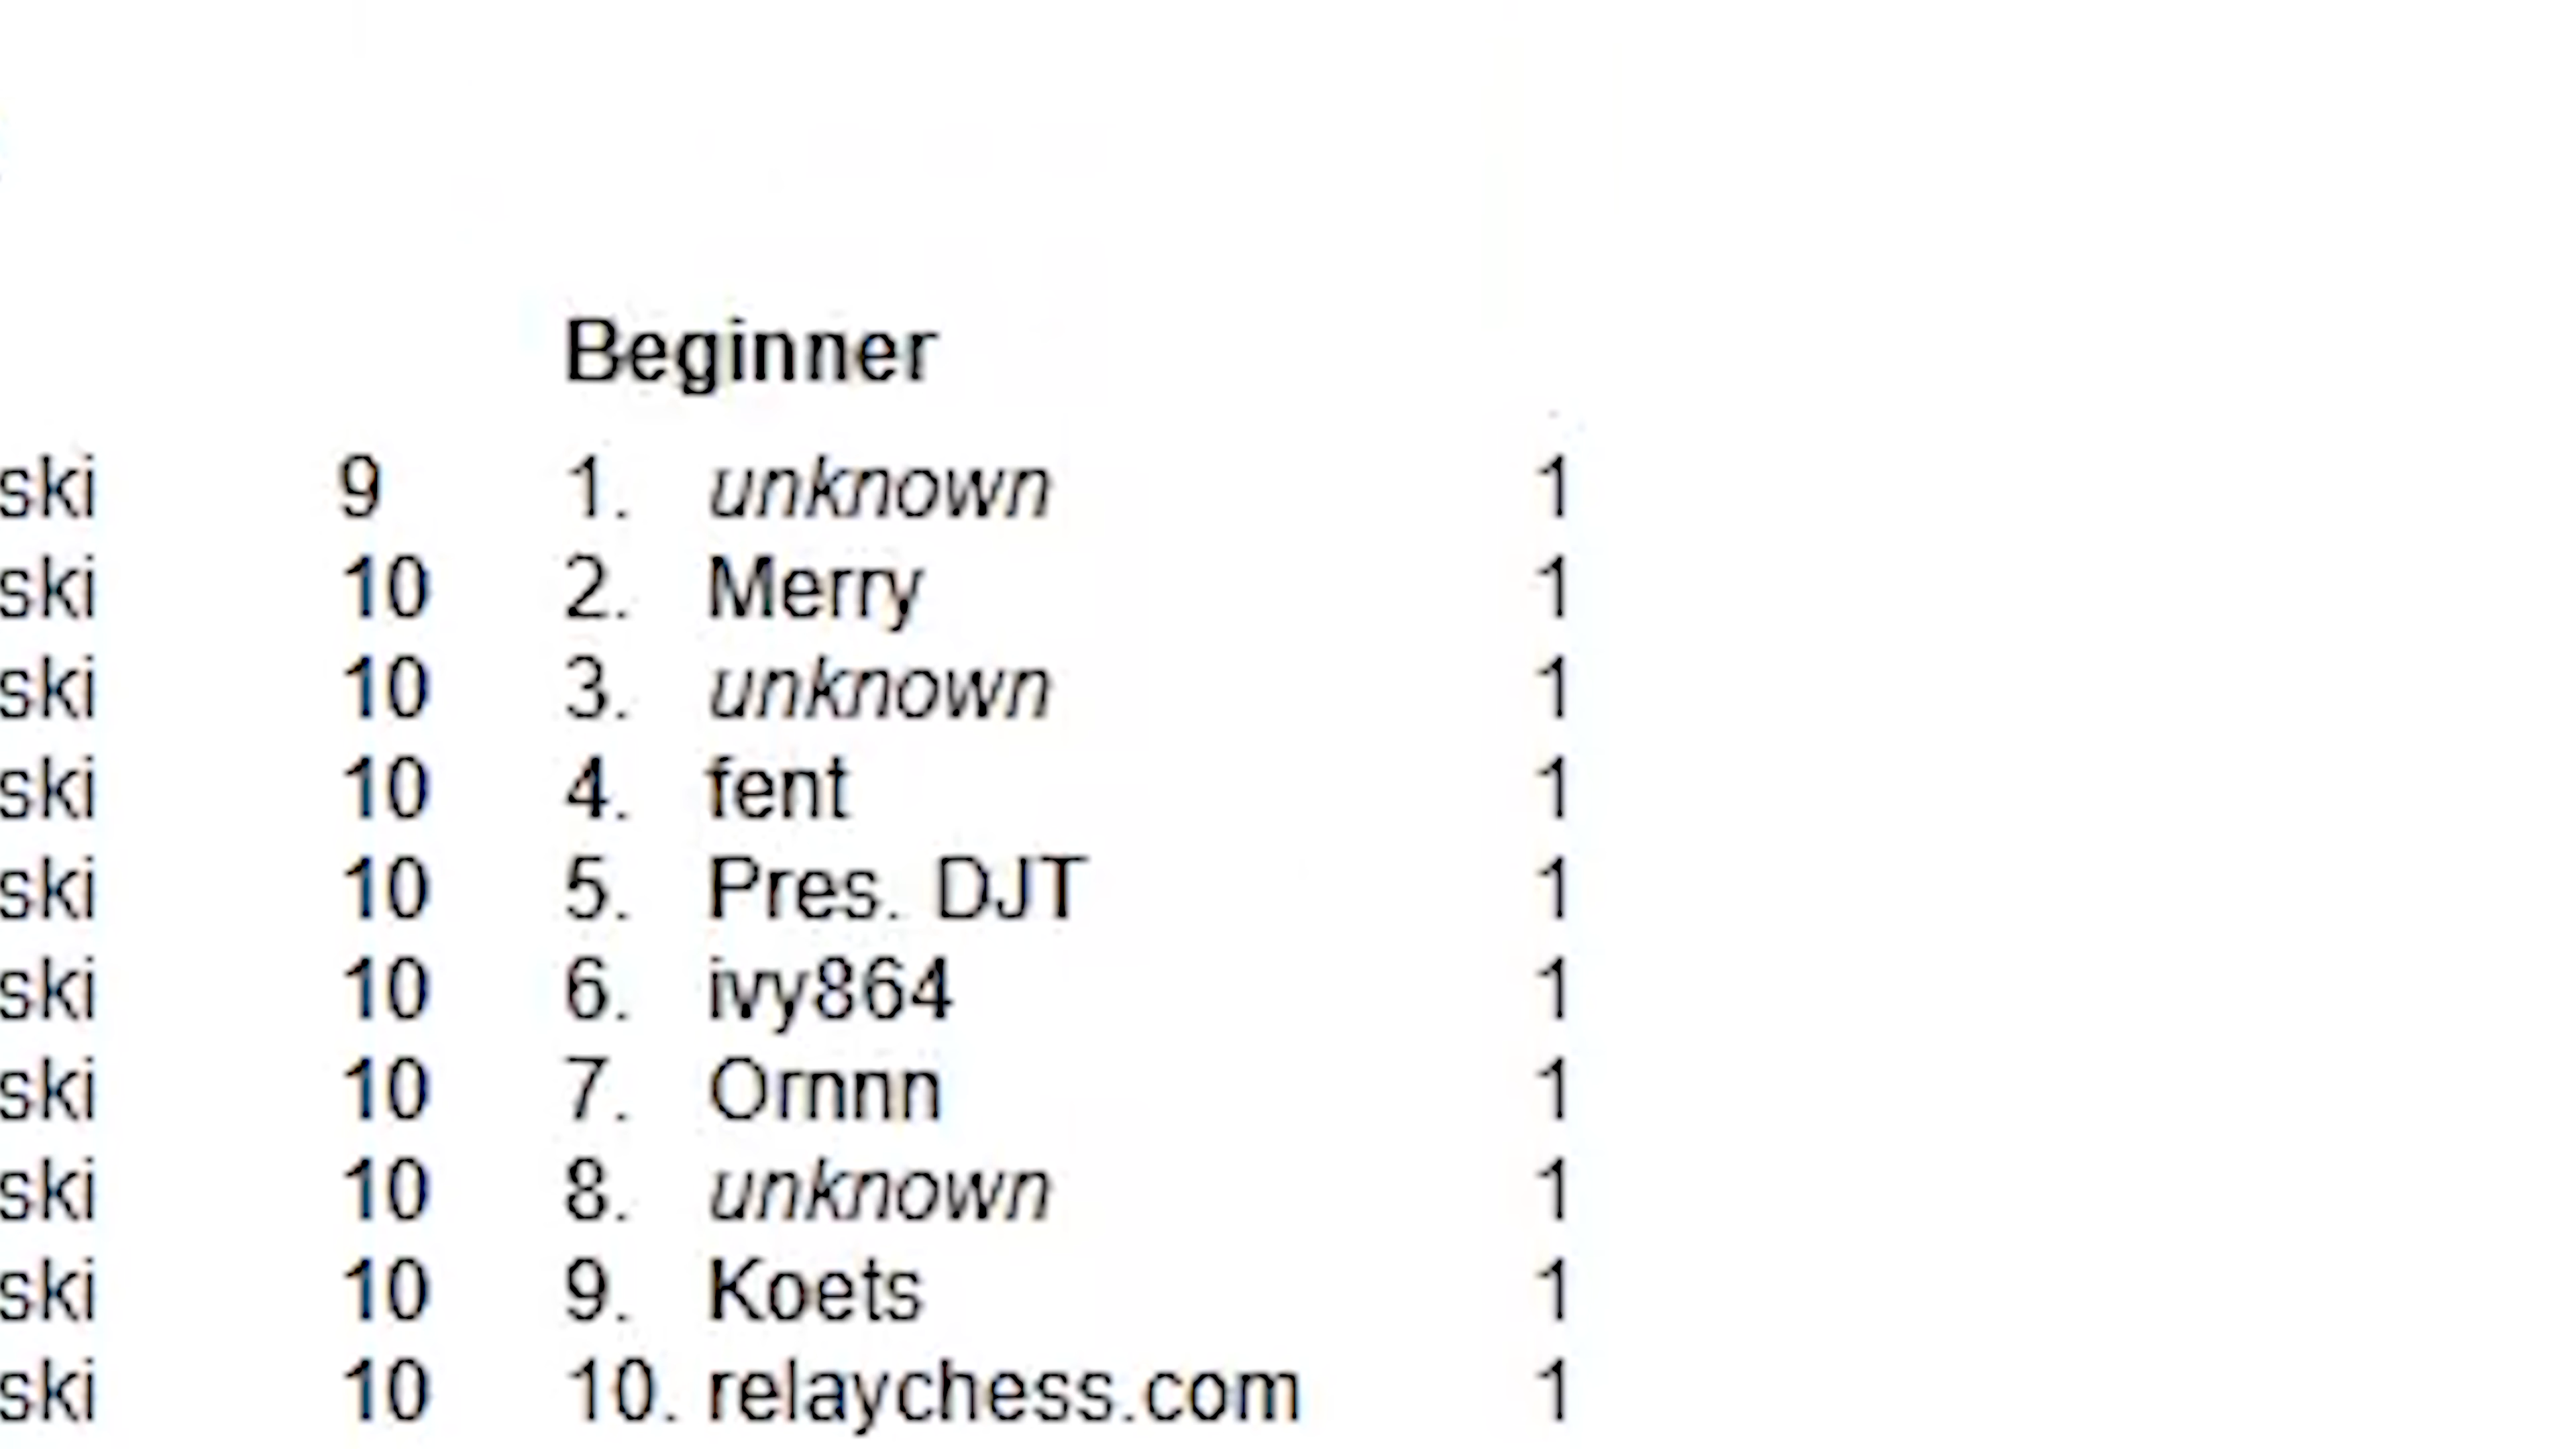 Beginner
ski 9 1. unknown 1
ski 10 2. Merry 1
ski 10 3. unknown 1
ski 10 4. fent 1
ski 10 5. Pres. DJT 1
ski 10 6. ivy864 1
ski 10 7. Ornnn 1
ski 10 8. unknown 1
ski 10 9. Koets 1
ski 10 10. relaychess.com 1